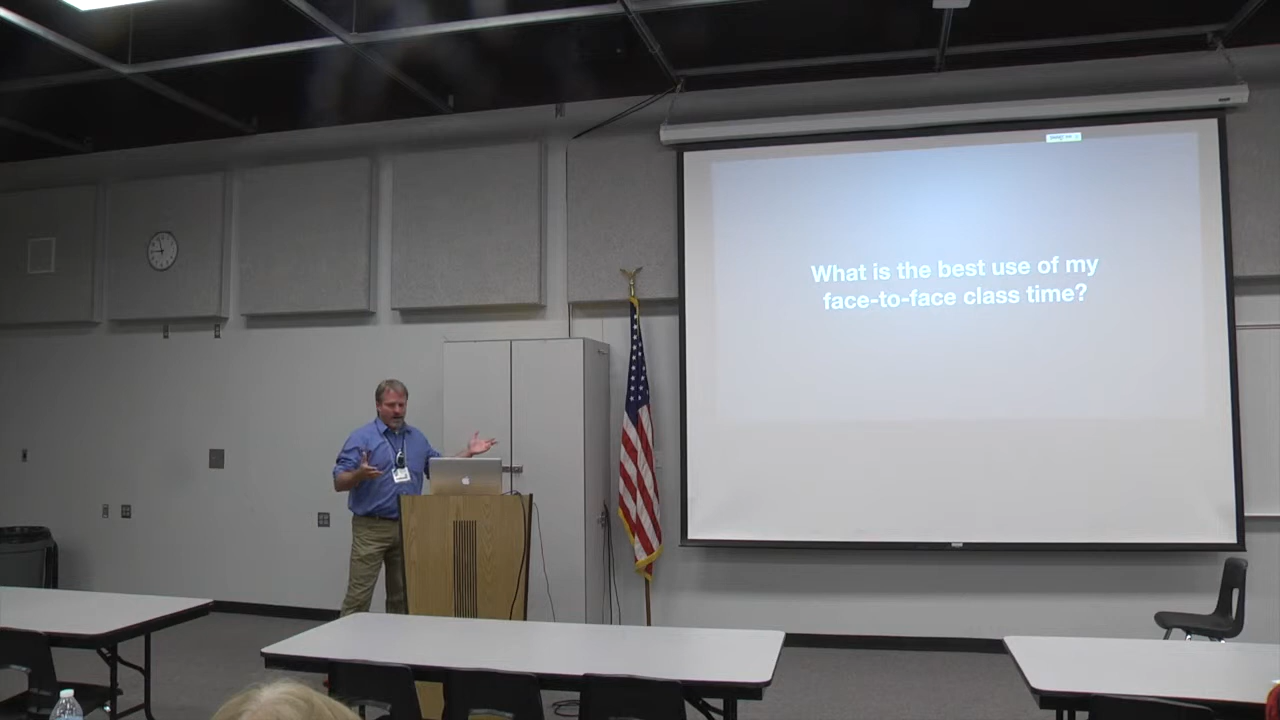 What is the best use of my
face-to-face class time?